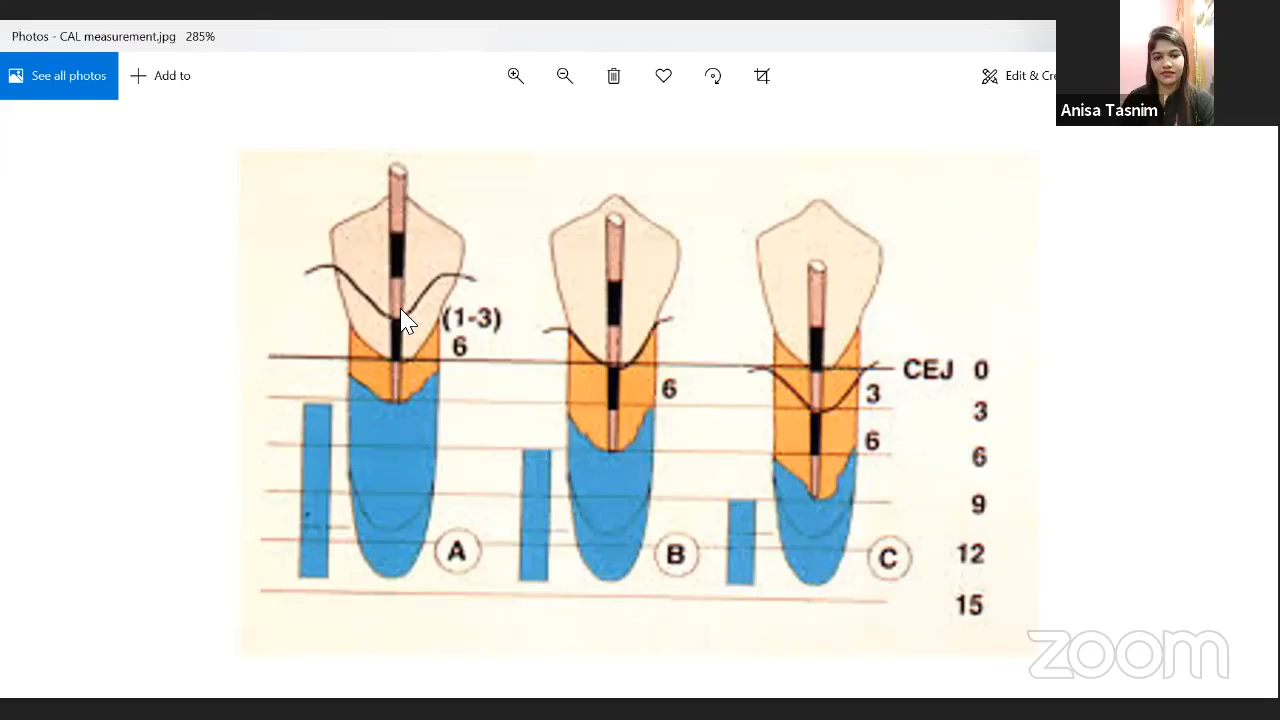 Photos - CAL measurement.jpg 285%
See all photos
Add to
Edit & Cre
Anisa Tasnim
(1-3)
6
CEJ 0
6
3
3
6
6
9
A
B
C
12
15
zoom